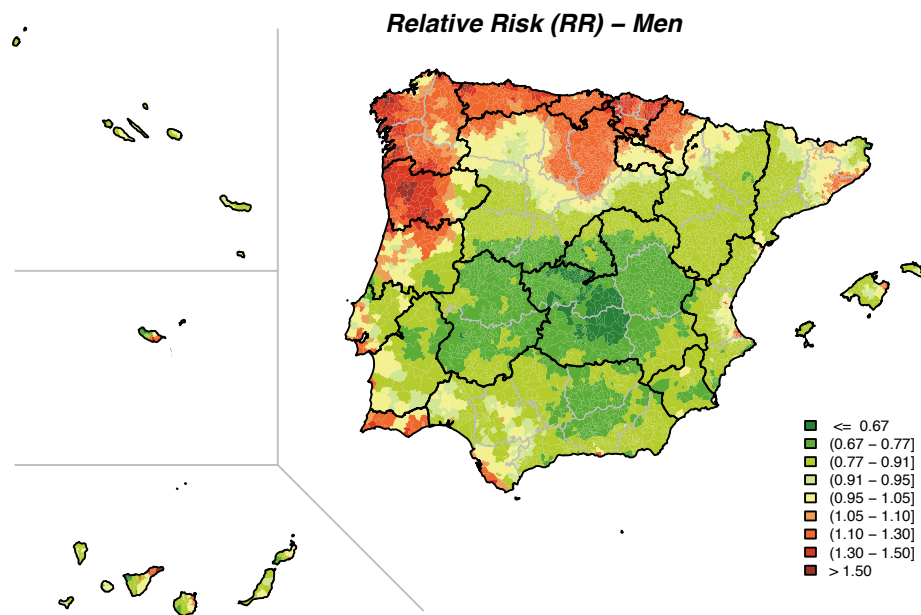 Relative Risk (RR) – Men
<= 0.67
(0.67 – 0.77]
(0.77 – 0.91]
(0.91 – 0.95]
(0.95 – 1.05]
(1.05 – 1.10]
(1.10 – 1.30]
(1.30 – 1.50]
> 1.50